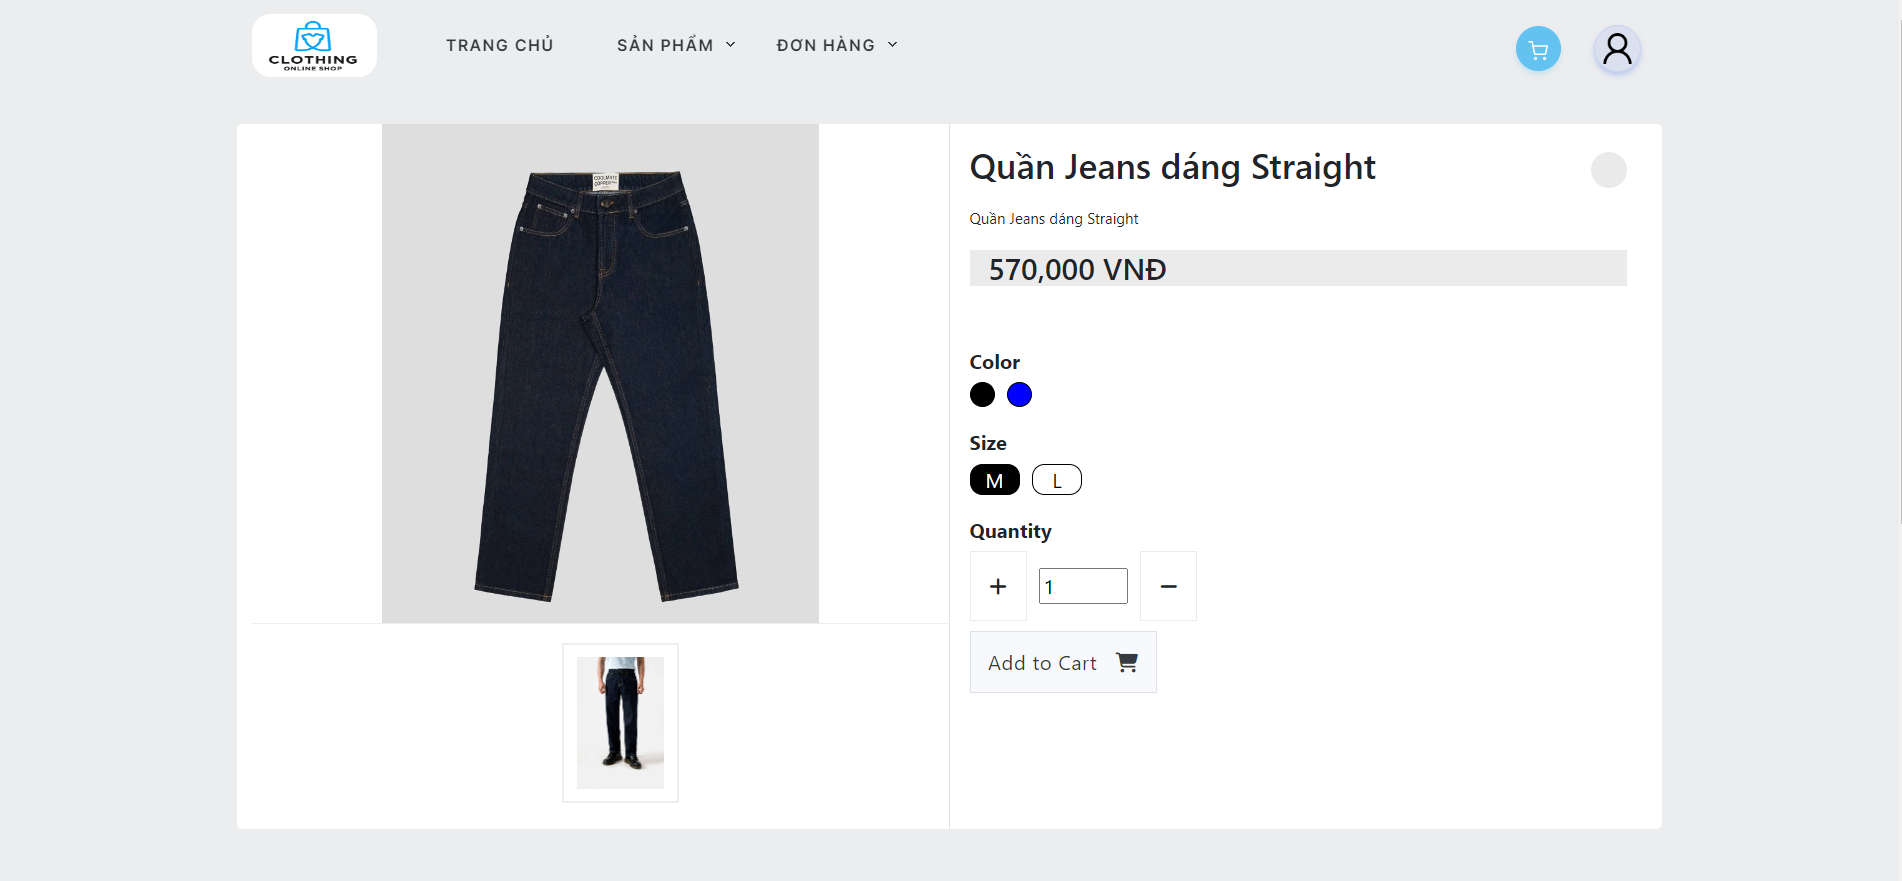 CLOTHING
ONLINE SHOP
TRANG CHỦ
SẢN PHẨM
ĐƠN HÀNG
COOLMATE
Quần Jeans dáng Straight
Quần Jeans dáng Straight
570,000 VNĐ
Color
Size
M
L
Quantity
+
1
−
Add to Cart